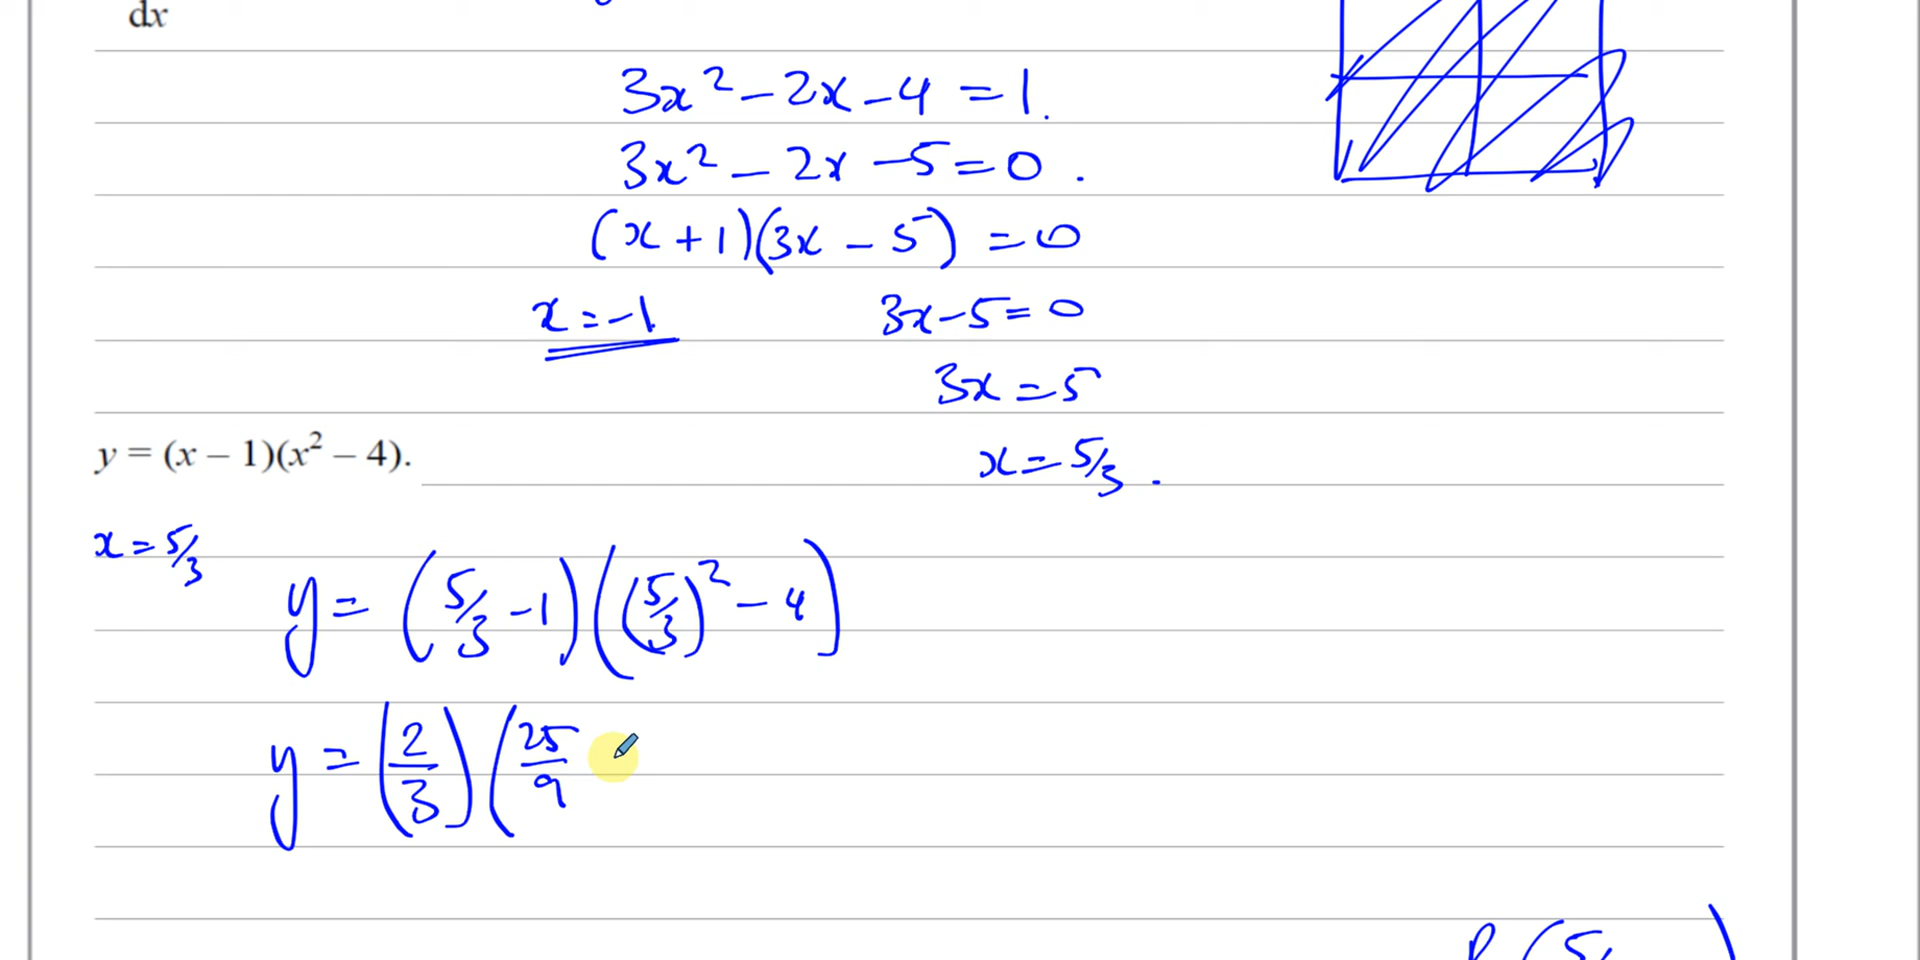 dx
3x² - 2x - 4 = 1.
3x² - 2x - 5 = 0.
(x + 1)(3x - 5) = 0
x = -1
3x - 5 = 0
3x = 5
y = (x – 1)(x² – 4).
x = 5/3.
x = 5/3
y = (5/3 - 1)((5/3)² - 4)
y = (2/3)(25/9